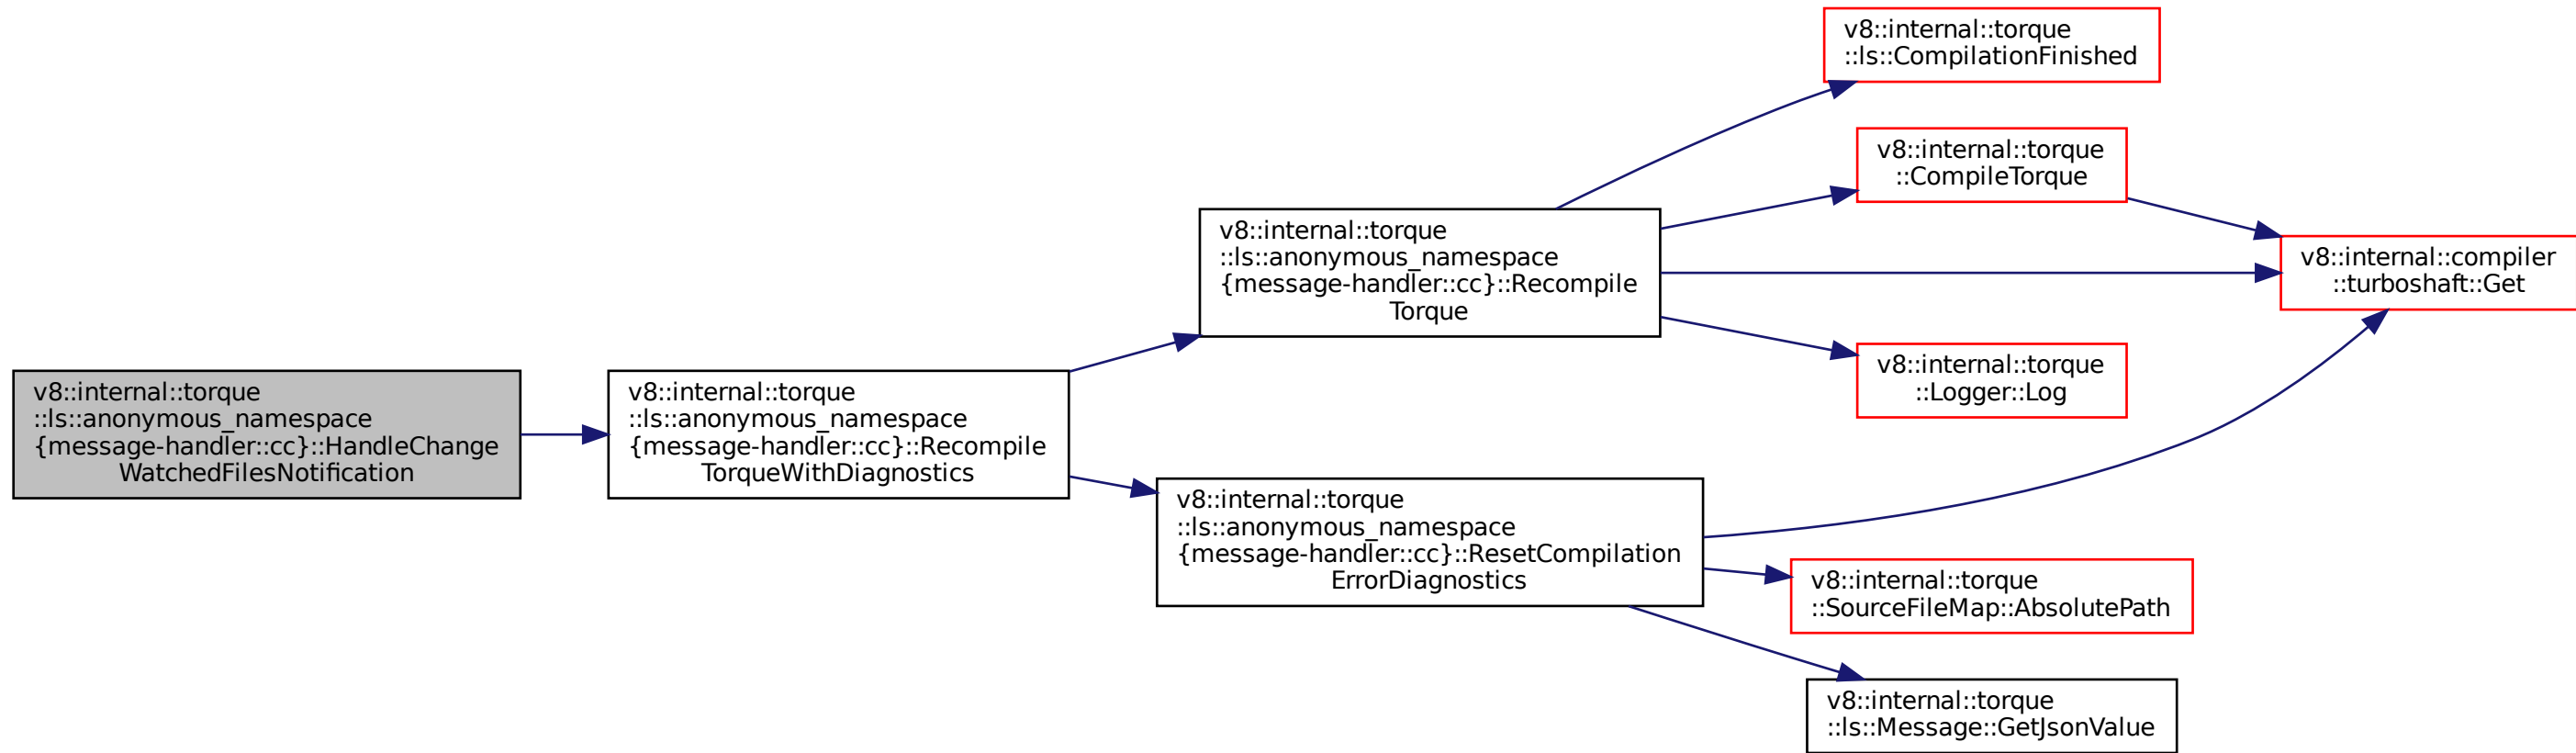 v8::internal::torque
::ls::anonymous_namespace
{message-handler::cc}::HandleChange
WatchedFilesNotification
v8::internal::torque
::ls::anonymous_namespace
{message-handler::cc}::Recompile
TorqueWithDiagnostics
v8::internal::torque
::ls::anonymous_namespace
{message-handler::cc}::Recompile
Torque
v8::internal::torque
::ls::CompilationFinished
v8::internal::torque
::CompileTorque
v8::internal::compiler
::turboshaft::Get
v8::internal::torque
::Logger::Log
v8::internal::torque
::ls::anonymous_namespace
{message-handler::cc}::ResetCompilation
ErrorDiagnostics
v8::internal::torque
::SourceFileMap::AbsolutePath
v8::internal::torque
::ls::Message::GetJsonValue